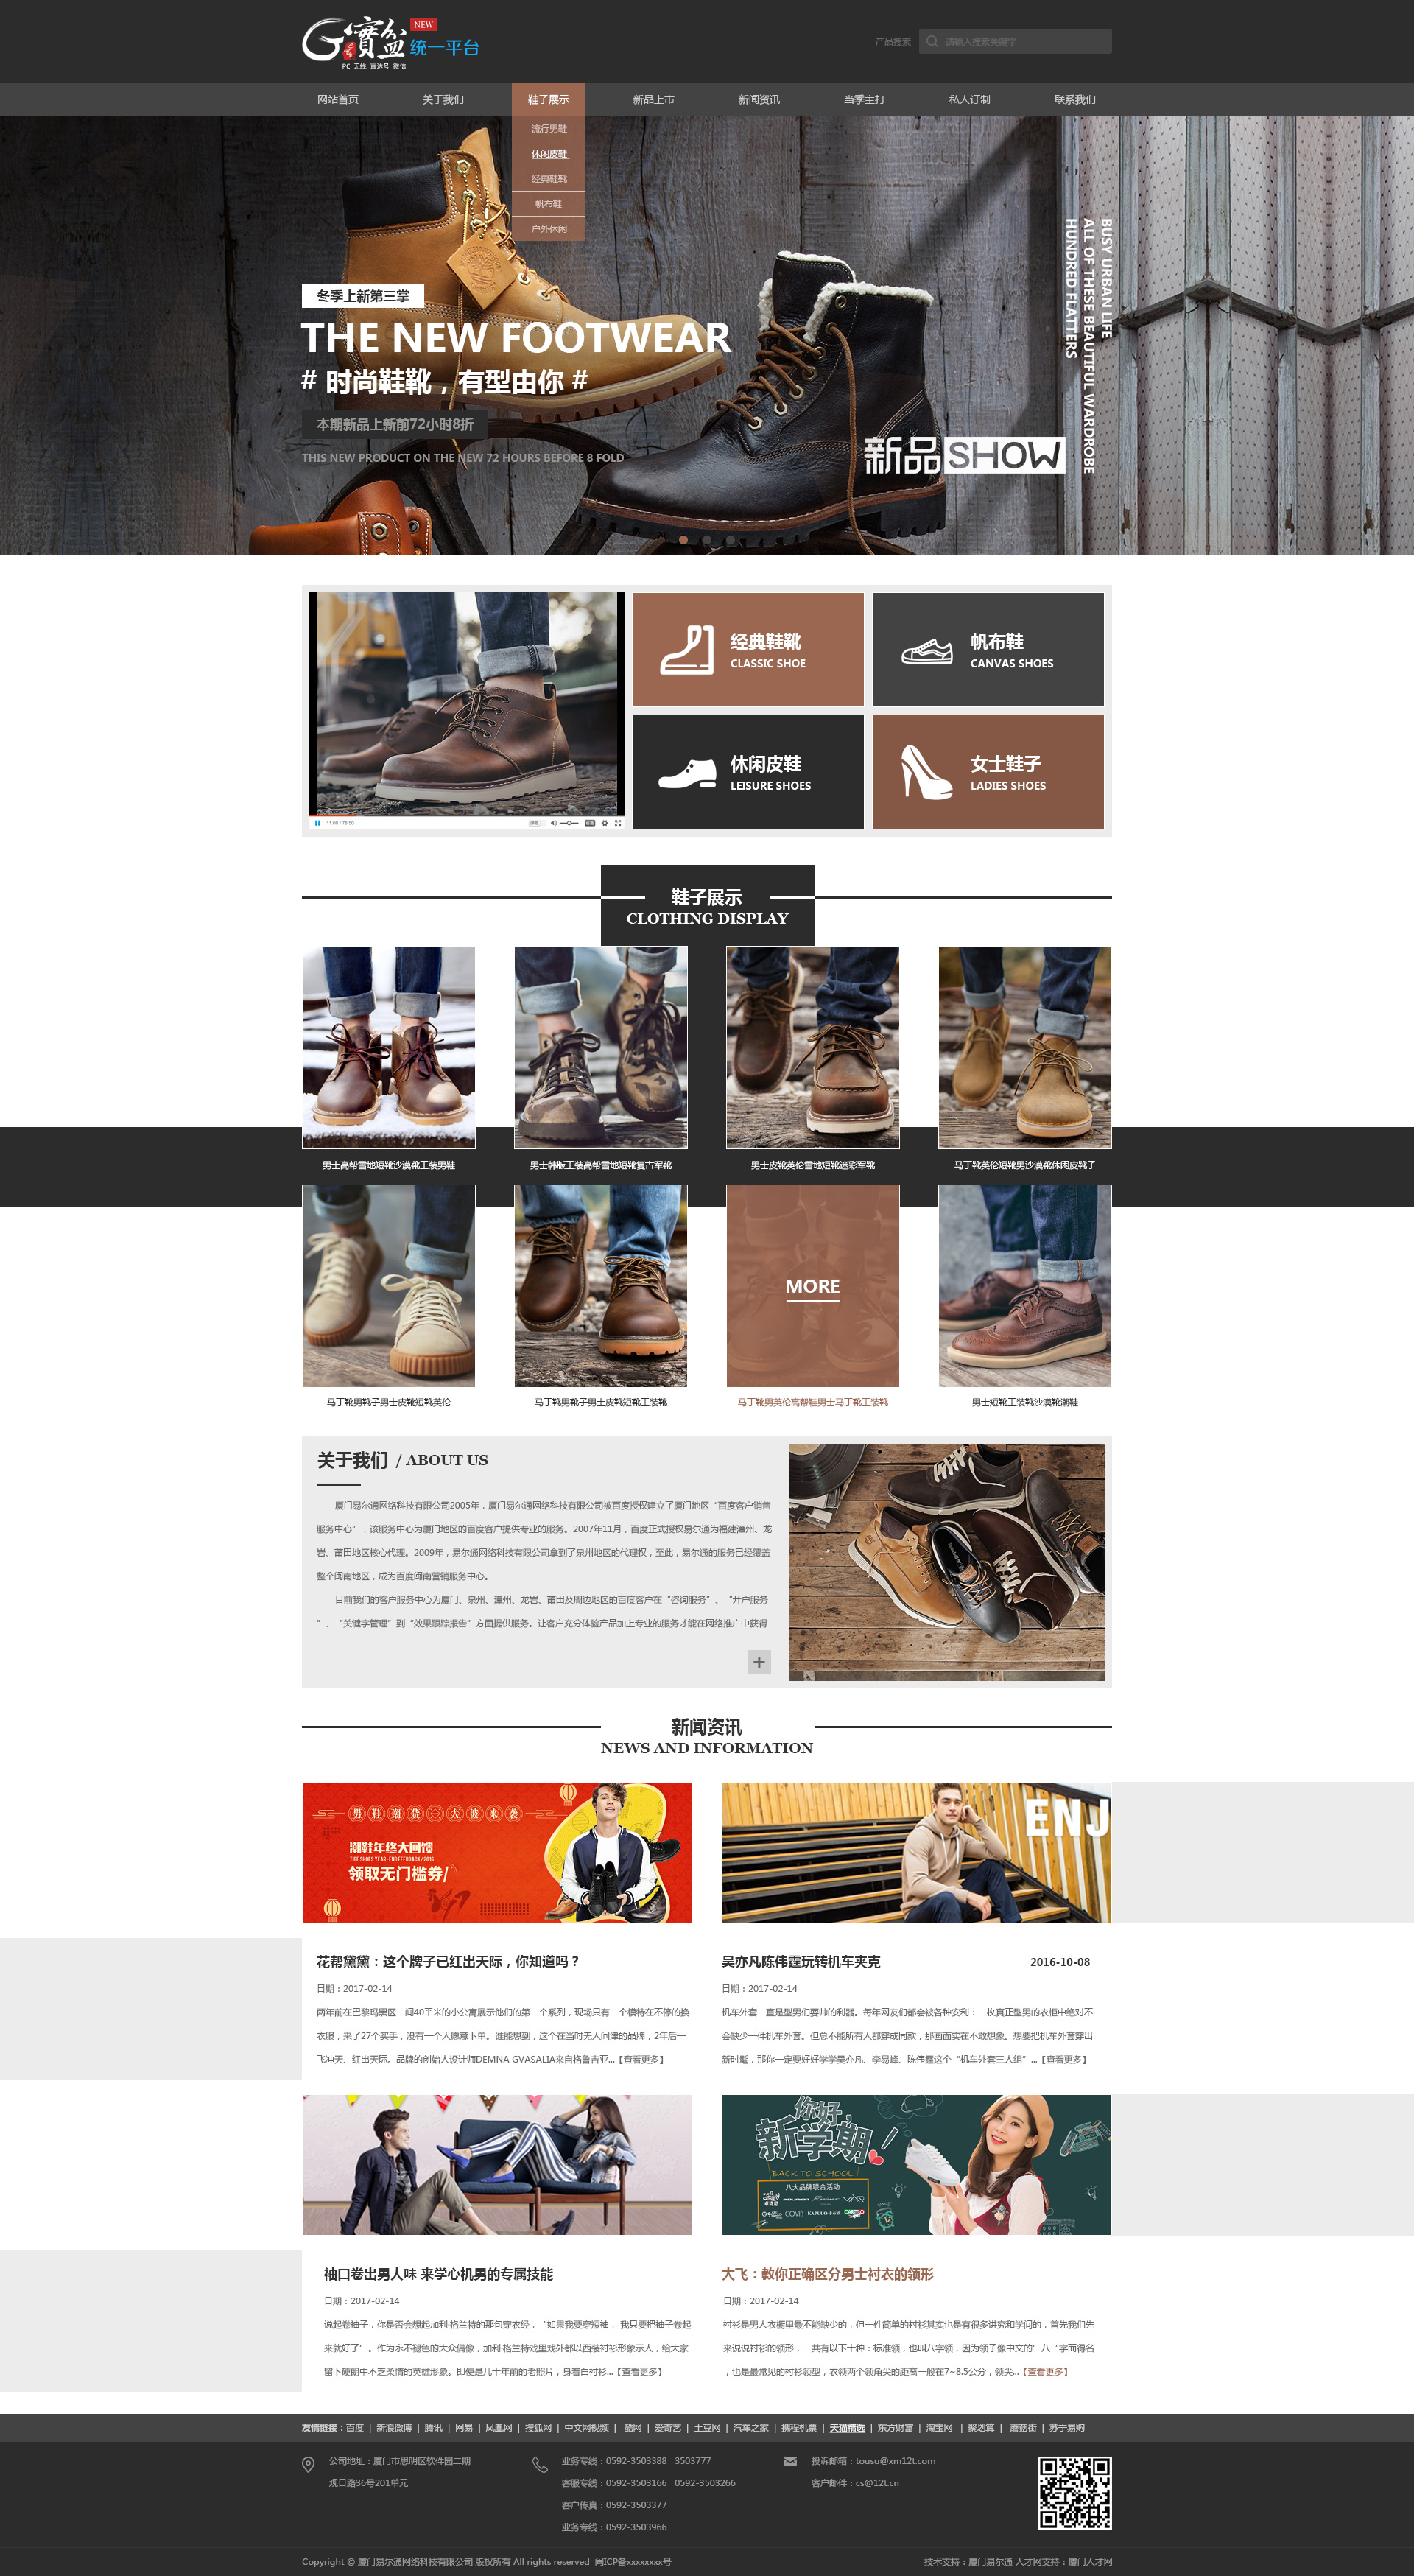 G寶盆
NEW
统一平台
PC 无线 直达号 微信
产品搜索
请输入搜索关键字
网站首页
关于我们
鞋子展示
新品上市
新闻资讯
当季主打
私人订制
联系我们
流行男鞋
休闲皮鞋
经典鞋靴
帆布鞋
户外休闲
BUSY URBAN LIFE
ALL OF THESE BEAUTIFUL WARDROBE
HUNDRED FLATTERS
冬季上新第三掌
THE NEW FOOTWEAR
# 时尚鞋靴，有型由你 #
本期新品上新前72小时8折
THIS NEW PRODUCT ON THE NEW 72 HOURS BEFORE 8 FOLD
新品SHOW
经典鞋靴
CLASSIC SHOE
帆布鞋
CANVAS SHOES
休闲皮鞋
LEISURE SHOES
女士鞋子
LADIES SHOES
鞋子展示
CLOTHING DISPLAY
男士高帮雪地短靴沙漠靴工装男鞋
男士韩版工装高帮雪地短靴复古军靴
男士皮靴英伦雪地短靴迷彩军靴
马丁靴英伦短靴男沙漠靴休闲皮靴子
MORE
马丁靴男靴子男士皮靴短靴英伦
马丁靴男靴子男士皮靴短靴工装靴
马丁靴男英伦高帮鞋男士马丁靴工装靴
男士短靴工装靴沙漠靴潮鞋
关于我们 / ABOUT US
厦门易尔通网络科技有限公司2005年，厦门易尔通网络科技有限公司被百度授权建立了厦门地区“百度客户销售
服务中心”，该服务中心为厦门地区的百度客户提供专业的服务。2007年11月，百度正式授权易尔通为福建漳州、龙
岩、莆田地区核心代理。2009年，易尔通网络科技有限公司拿到了泉州地区的代理权，至此，易尔通的服务已经覆盖
整个闽南地区，成为百度闽南营销服务中心。
目前我们的客户服务中心为厦门、泉州、漳州、龙岩、莆田及周边地区的百度客户在“咨询服务”、“开户服务
”、“关键字管理”到“效果跟踪报告”方面提供服务。让客户充分体验产品加上专业的服务才能在网络推广中获得
+
新闻资讯
NEWS AND INFORMATION
男鞋潮货大波来袭
潮鞋年终大回馈
TIDE SHOES YEAR-END FEEDBACK/2016
领取无门槛券/
ENJ
花帮黛黛：这个牌子已红出天际，你知道吗？
日期：2017-02-14
两年前在巴黎玛黑区一间40平米的小公寓展示他们的第一个系列，现场只有一个模特在不停的换
衣服，来了27个买手，没有一个人愿意下单。谁能想到，这个在当时无人问津的品牌，2年后一
飞冲天、红出天际。品牌的创始人设计师DEMNA GVASALIA来自格鲁吉亚...【查看更多】
吴亦凡陈伟霆玩转机车夹克
2016-10-08
日期：2017-02-14
机车外套一直是型男们耍帅的利器。每年网友们都会被各种安利：一枚真正型男的衣柜中绝对不
会缺少一件机车外套。但总不能所有人都穿成同款，那画面实在不敢想象。想要把机车外套穿出
新时髦，那你一定要好好学学吴亦凡、李易峰、陈伟霆这个“机车外套三人组”...【查看更多】
你好，
新学期！
BACK TO SCHOOL
八大品牌联合活动
袖口卷出男人味 来学心机男的专属技能
日期：2017-02-14
说起卷袖子，你是否会想起加利·格兰特的那句穿衣经，“如果我要穿短袖， 我只要把袖子卷起
来就好了”。作为永不褪色的大众偶像，加利·格兰特戏里戏外都以西装衬衫形象示人，给大家
留下硬朗中不乏柔情的英雄形象。即便是几十年前的老照片，身着白衬衫...【查看更多】
大飞：教你正确区分男士衬衣的领形
日期：2017-02-14
衬衫是男人衣橱里最不能缺少的，但一件简单的衬衫其实也是有很多讲究和学问的，首先我们先
来说说衬衫的领形，一共有以下十种：标准领，也叫八字领，因为领子像中文的”八“字而得名
，也是最常见的衬衫领型，衣领两个领角尖的距离一般在7~8.5公分，领尖...【查看更多】
友情链接：百度 | 新浪微博 | 腾讯 | 网易 | 凤凰网 | 搜狐网 | 中文网视频 | 酷网 | 爱奇艺 | 土豆网 | 汽车之家 | 携程机票 | 天猫精选 | 东方财富 | 淘宝网 | 聚划算 | 蘑菇街 | 苏宁易购
公司地址：厦门市思明区软件园二期
观日路36号201单元
业务专线：0592-3503388 3503777
客服专线：0592-3503166 0592-3503266
客户传真：0592-3503377
业务专线：0592-3503966
投诉邮箱：tousu@xm12t.com
客户邮件：cs@12t.cn
Copyright © 厦门易尔通网络科技有限公司 版权所有 All rights reserved 闽ICP备xxxxxxxx号
技术支持：厦门易尔通 人才网支持：厦门人才网